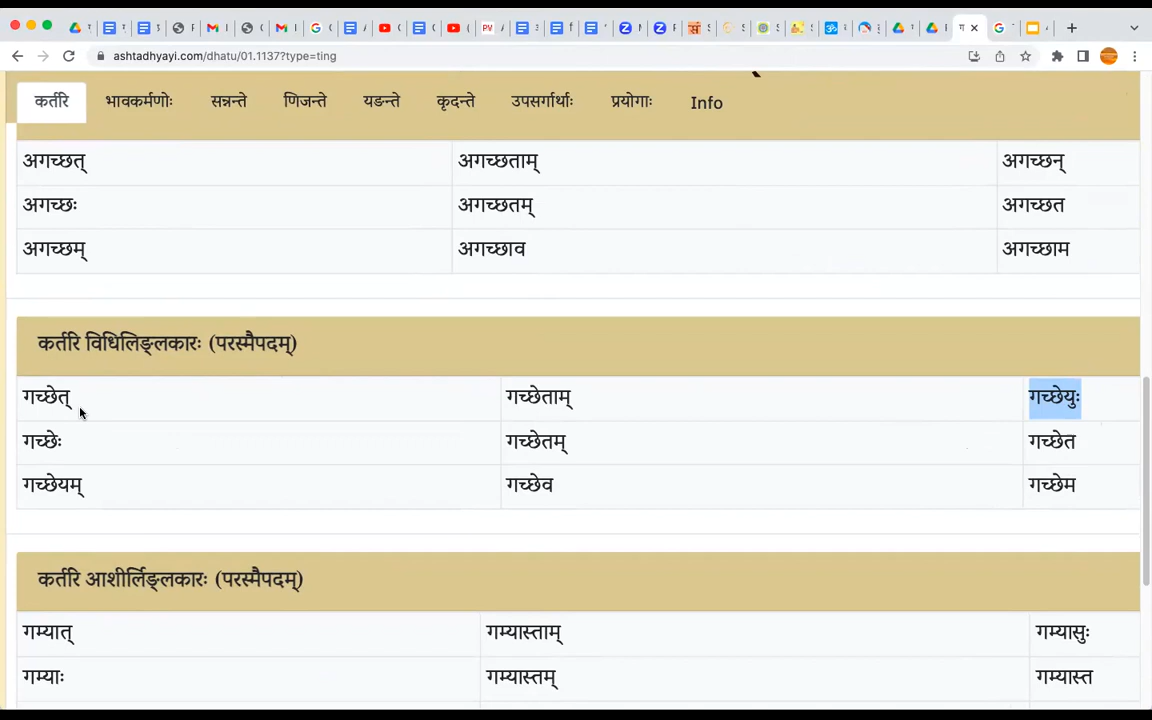 ashtadhyayi.com/dhatu/01.1137?type=ting
कर्तरि भावकर्मणोः सन्नन्ते णिजन्ते यङन्ते कृदन्ते उपसर्गार्थाः प्रयोगाः Info
अगच्छत् अगच्छताम् अगच्छन्
अगच्छः अगच्छतम् अगच्छत
अगच्छम् अगच्छाव अगच्छाम
कर्तरि विधिलिङ्लकारः (परस्मैपदम्)
गच्छेत् गच्छेताम् गच्छेयुः
गच्छेः गच्छेतम् गच्छेत
गच्छेयम् गच्छेव गच्छेम
कर्तरि आशीर्लिङ्लकारः (परस्मैपदम्)
गम्यात् गम्यास्ताम् गम्यासुः
गम्याः गम्यास्तम् गम्यास्त